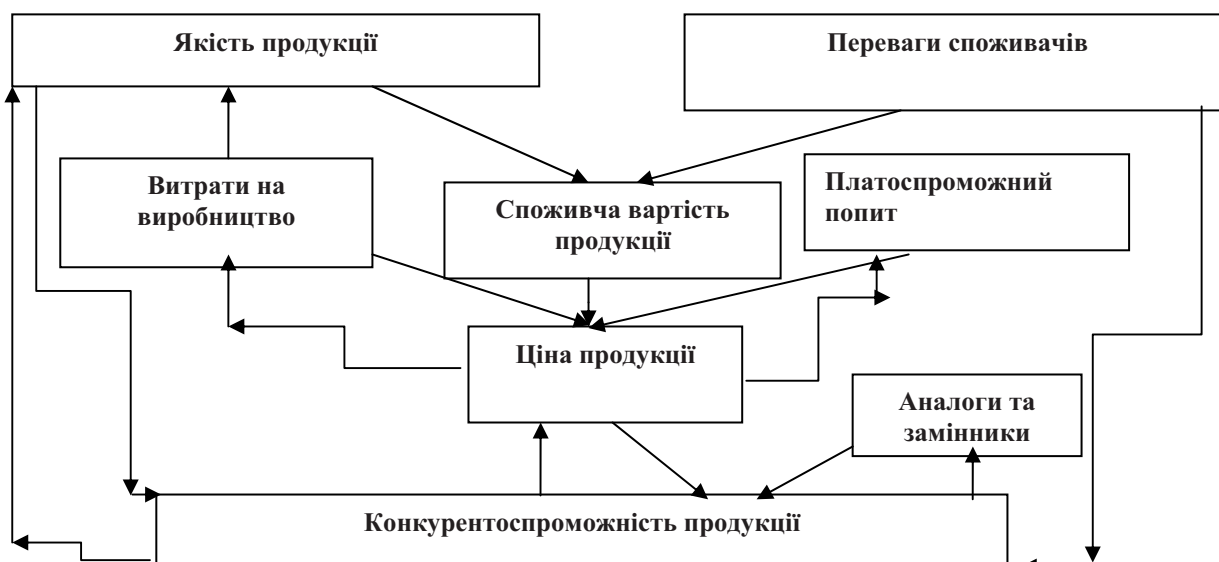 Якість продукції
Переваги споживачів
Витрати на
виробництво
Споживча вартість
продукції
Платоспроможний
попит
Ціна продукції
Аналоги та
замінники
Конкурентоспроможність продукції